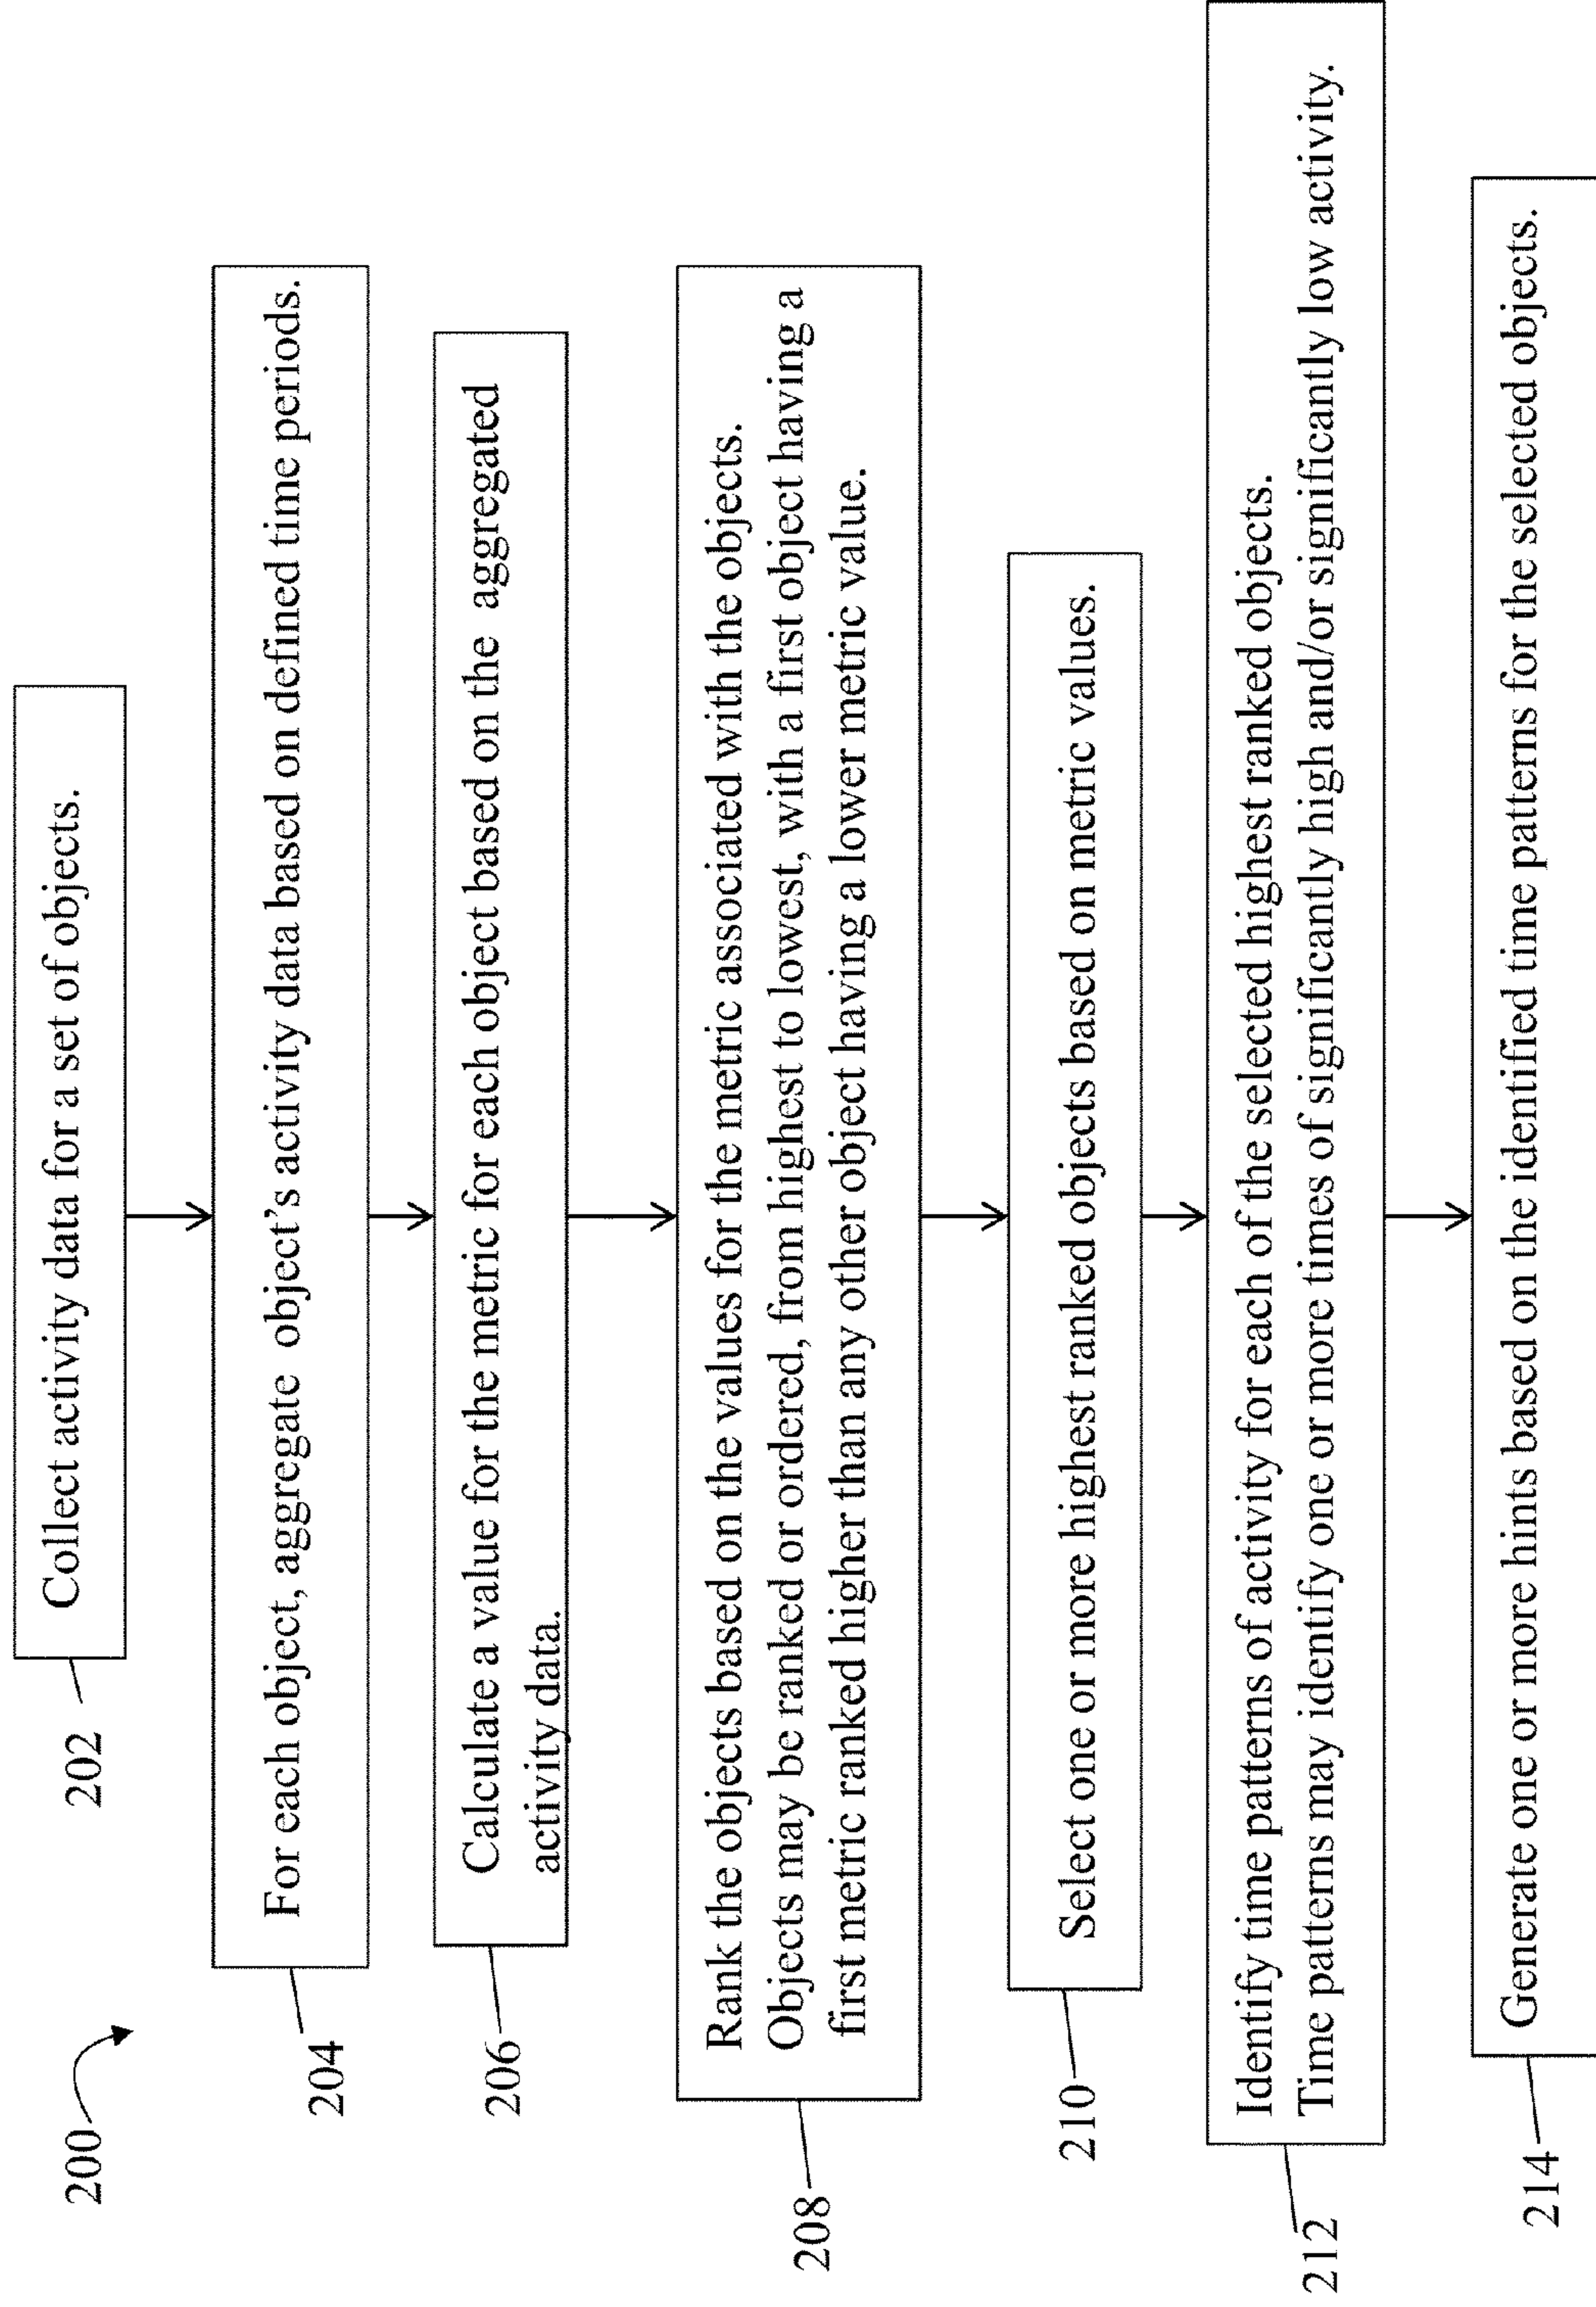 200
202
Collect activity data for a set of objects.
204
For each object, aggregate object's activity data based on defined time periods.
206
Calculate a value for the metric for each object based on the aggregated
activity data.
208
Rank the objects based on the values for the metric associated with the objects.
Objects may be ranked or ordered, from highest to lowest, with a first object having a
first metric ranked higher than any other object having a lower metric value.
210
Select one or more highest ranked objects based on metric values.
212
Identify time patterns of activity for each of the selected highest ranked objects.
Time patterns may identify one or more times of significantly high and/or significantly low activity.
214
Generate one or more hints based on the identified time patterns for the selected objects.